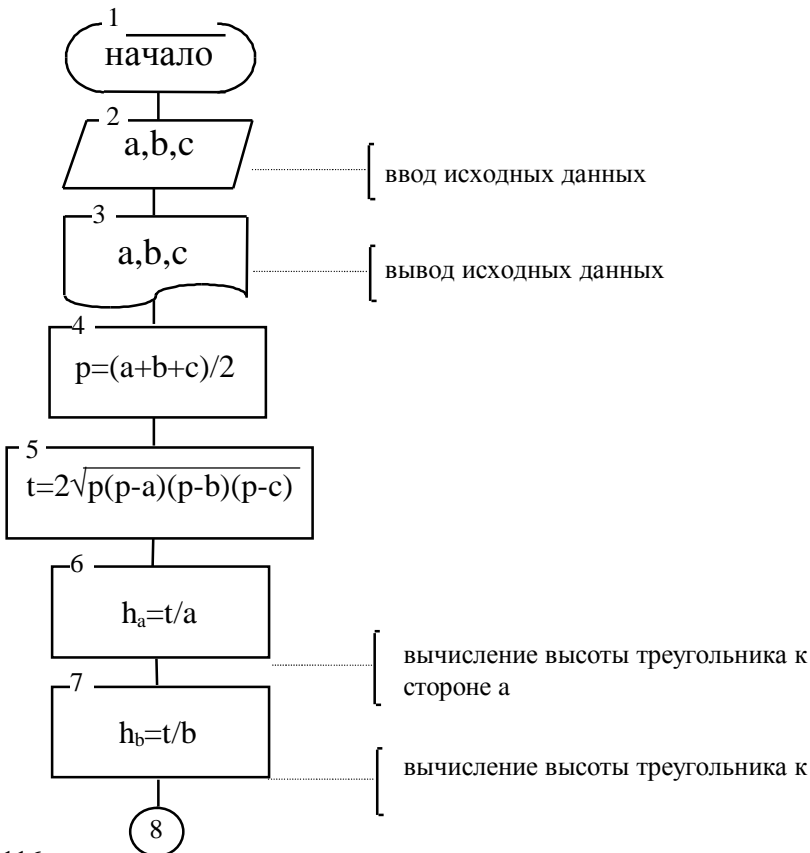 1
начало
2
a,b,c
ввод исходных данных
3
a,b,c
вывод исходных данных
4
p=(a+b+c)/2
5
t=2√p(p-a)(p-b)(p-c)
6
hₐ=t/a
вычисление высоты треугольника к
стороне а
7
h_b=t/b
вычисление высоты треугольника к
8